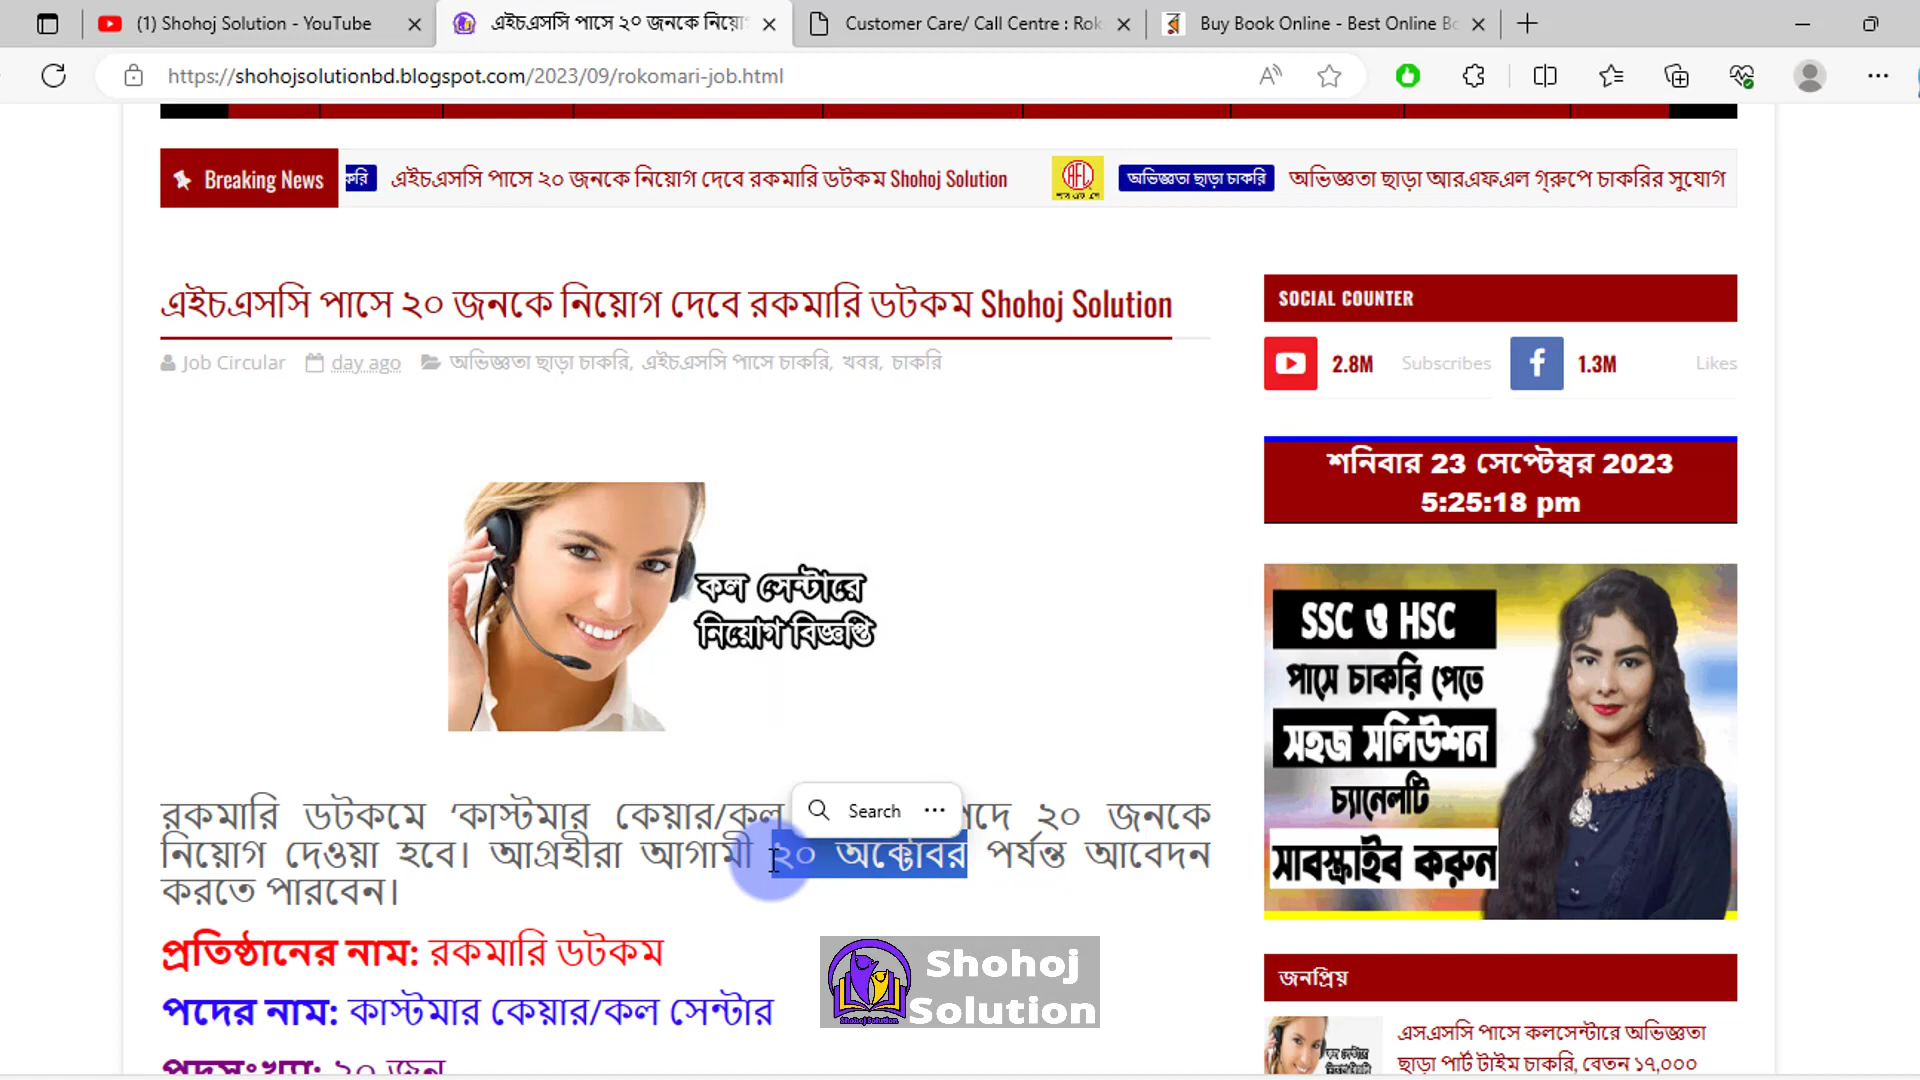 (1) Shohoj Solution - YouTube
এইচএসসি পাসে ২০ জনকে নিয়ো
Customer Care/ Call Centre : Rok
Buy Book Online - Best Online Bo
https://shohojsolutionbd.blogspot.com/2023/09/rokomari-job.html
Breaking News
করি
এইচএসসি পাসে ২০ জনকে নিয়োগ দেবে রকমারি ডটকম Shohoj Solution
অভিজ্ঞতা ছাড়া চাকরি
অভিজ্ঞতা ছাড়া আরএফএল গ্রুপে চাকরির সুযোগ
এইচএসসি পাসে ২০ জনকে নিয়োগ দেবে রকমারি ডটকম Shohoj Solution
Job Circular day ago অভিজ্ঞতা ছাড়া চাকরি, এইচএসসি পাসে চাকরি, খবর, চাকরি
কল সেন্টারে
নিয়োগ বিজ্ঞপ্তি
রকমারি ডটকমে ‘কাস্টমার কেয়ার/কল পদে ২০ জনকে
Search
নিয়োগ দেওয়া হবে। আগ্রহীরা আগামী ২০ অক্টোবর পর্যন্ত আবেদন
করতে পারবেন।
প্রতিষ্ঠানের নাম: রকমারি ডটকম
পদের নাম: কাস্টমার কেয়ার/কল সেন্টার
পদসংখ্যা: ২০ জন
Shohoj
Solution
SOCIAL COUNTER
2.8M Subscribes
1.3M Likes
শনিবার 23 সেপ্টেম্বর 2023
5:25:18 pm
SSC ও HSC
পাসে চাকরি পেতে
সহজ সলিউশন
চ্যানেলটি
সাবস্ক্রাইব করুন
জনপ্রিয়
এসএসসি পাসে কলসেন্টারে অভিজ্ঞতা
ছাড়া পার্ট টাইম চাকরি, বেতন ১৭,০০০